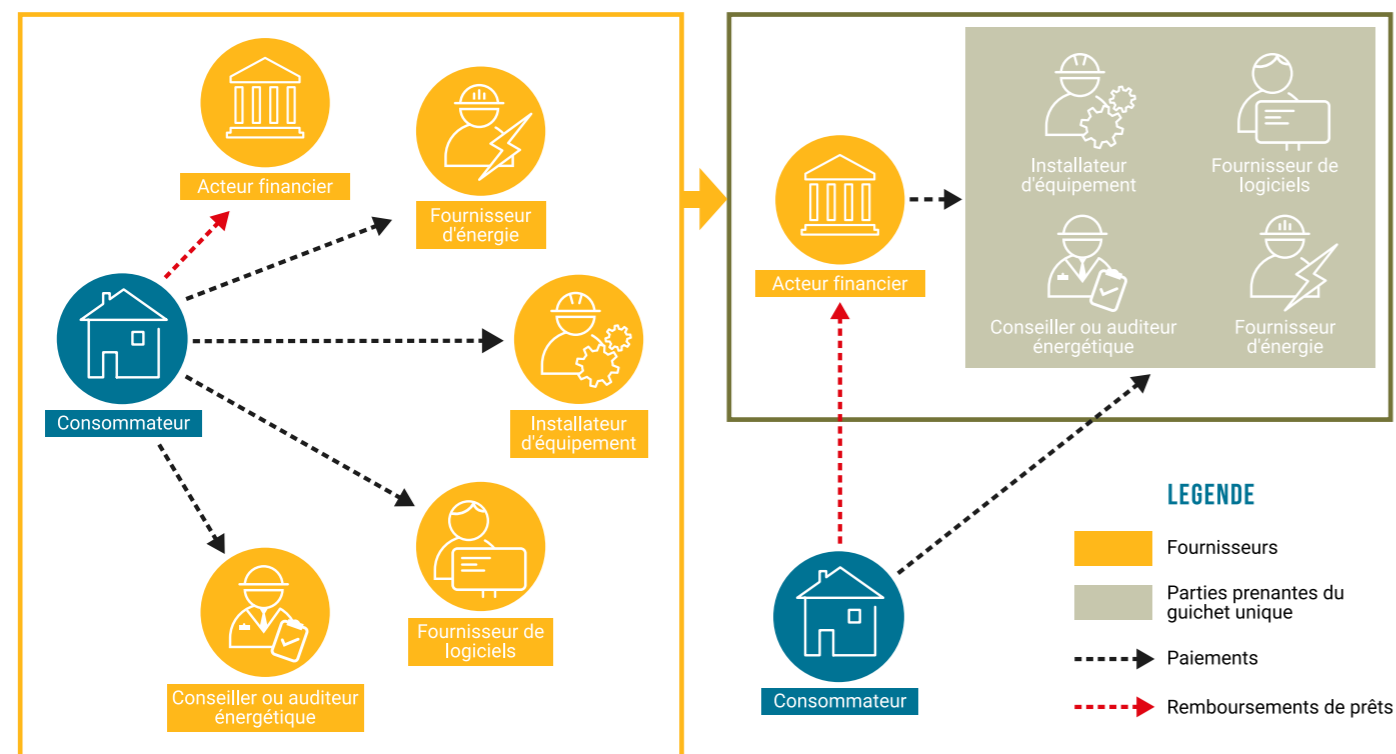 Acteur financier
Fournisseur
d'énergie
Consommateur
Installateur
d'équipement
Fournisseur de
logiciels
Conseiller ou auditeur
énergétique
Acteur financier
Installateur
d'équipement
Fournisseur de
logiciels
Conseiller ou auditeur
énergétique
Fournisseur
d'énergie
Consommateur
LEGENDE
Fournisseurs
Parties prenantes du
guichet unique
Paiements
Remboursements de prêts